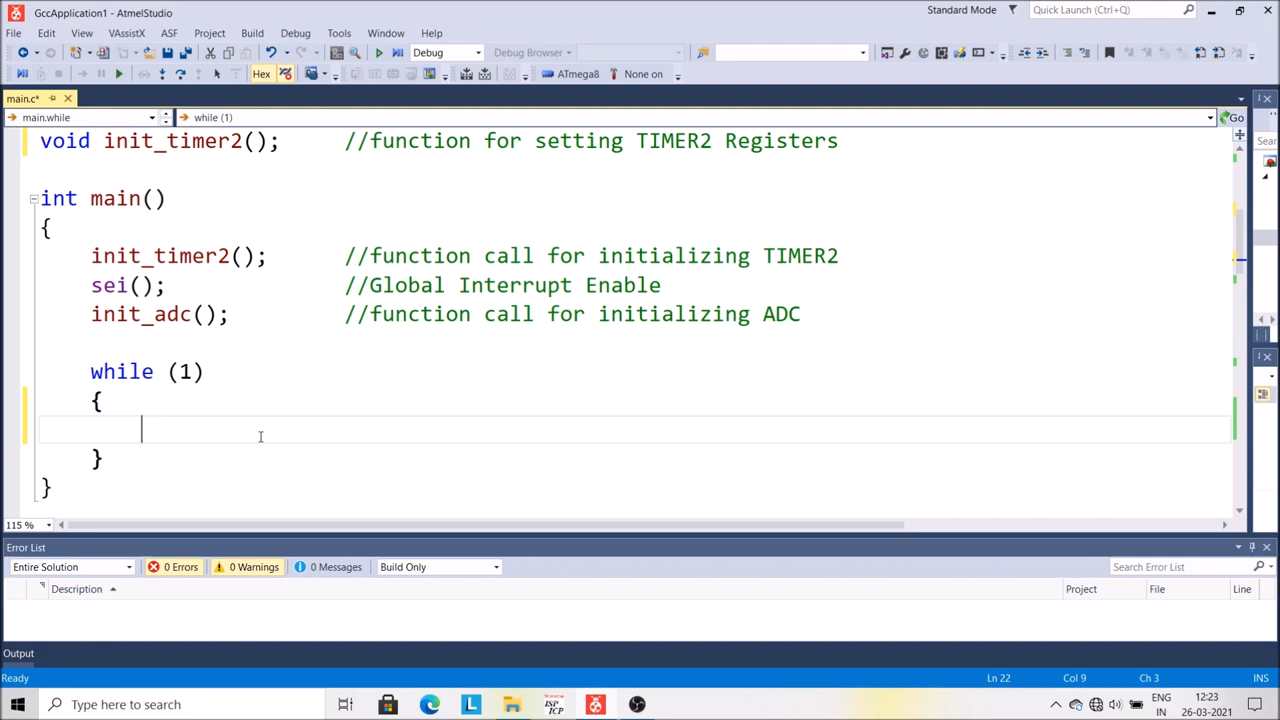 GccApplication1 - AtmelStudio
Standard Mode
Quick Launch (Ctrl+Q)
File Edit View VAssistX ASF Project Build Debug Tools Window Help
Debug
Debug Browser
Hex
ATmega8
None on
main.c*
main.while
while (1)
Go
void init_timer2(); //function for setting TIMER2 Registers
Sear
int main()
{
init_timer2(); //function call for initializing TIMER2
sei(); //Global Interrupt Enable
init_adc(); //function call for initializing ADC
while (1)
{
}
}
115 %
Error List
Entire Solution
0 Errors
0 Warnings
0 Messages
Build Only
Search Error List
Description Project File Line
Output
Ready
Ln 22
Col 9
Ch 3
INS
Type here to search
L
ISP
ICP
ENG
IN
12:23
26-03-2021